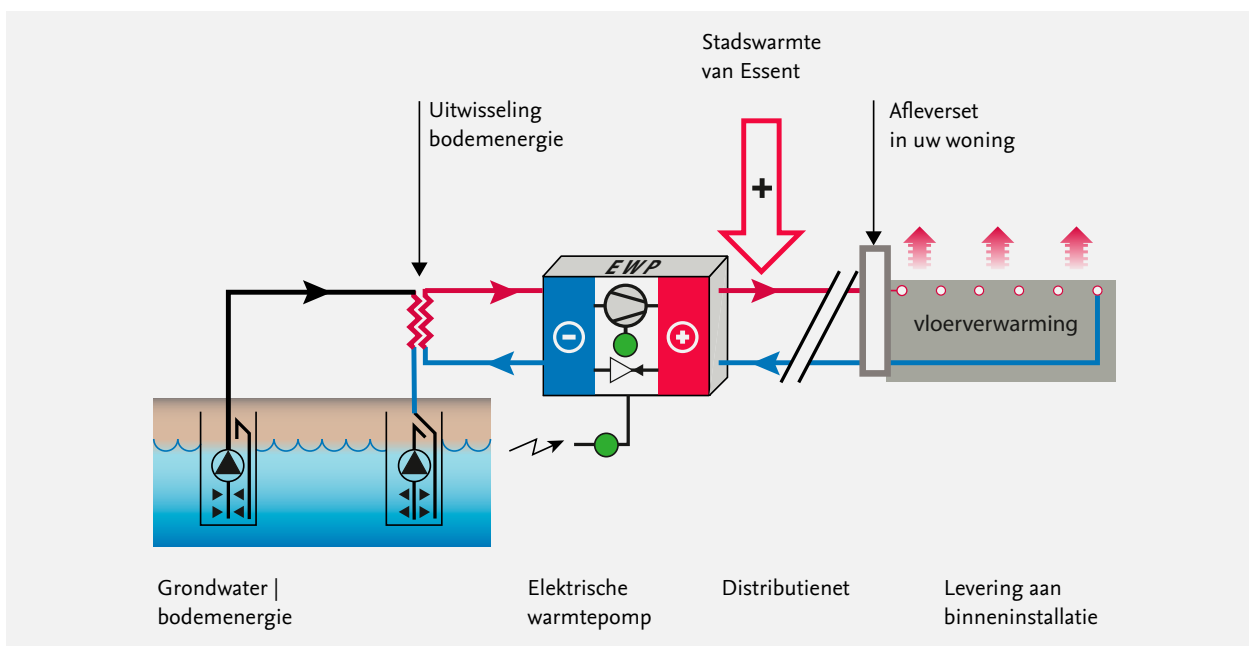 Stadswarmte
van Essent
Uitwisseling
bodemenergie
Afleverset
in uw woning
+
EWP
-
+
vloerverwarming
Grondwater |
bodemenergie
Elektrische
warmtepomp
Distributienet
Levering aan
binneninstallatie